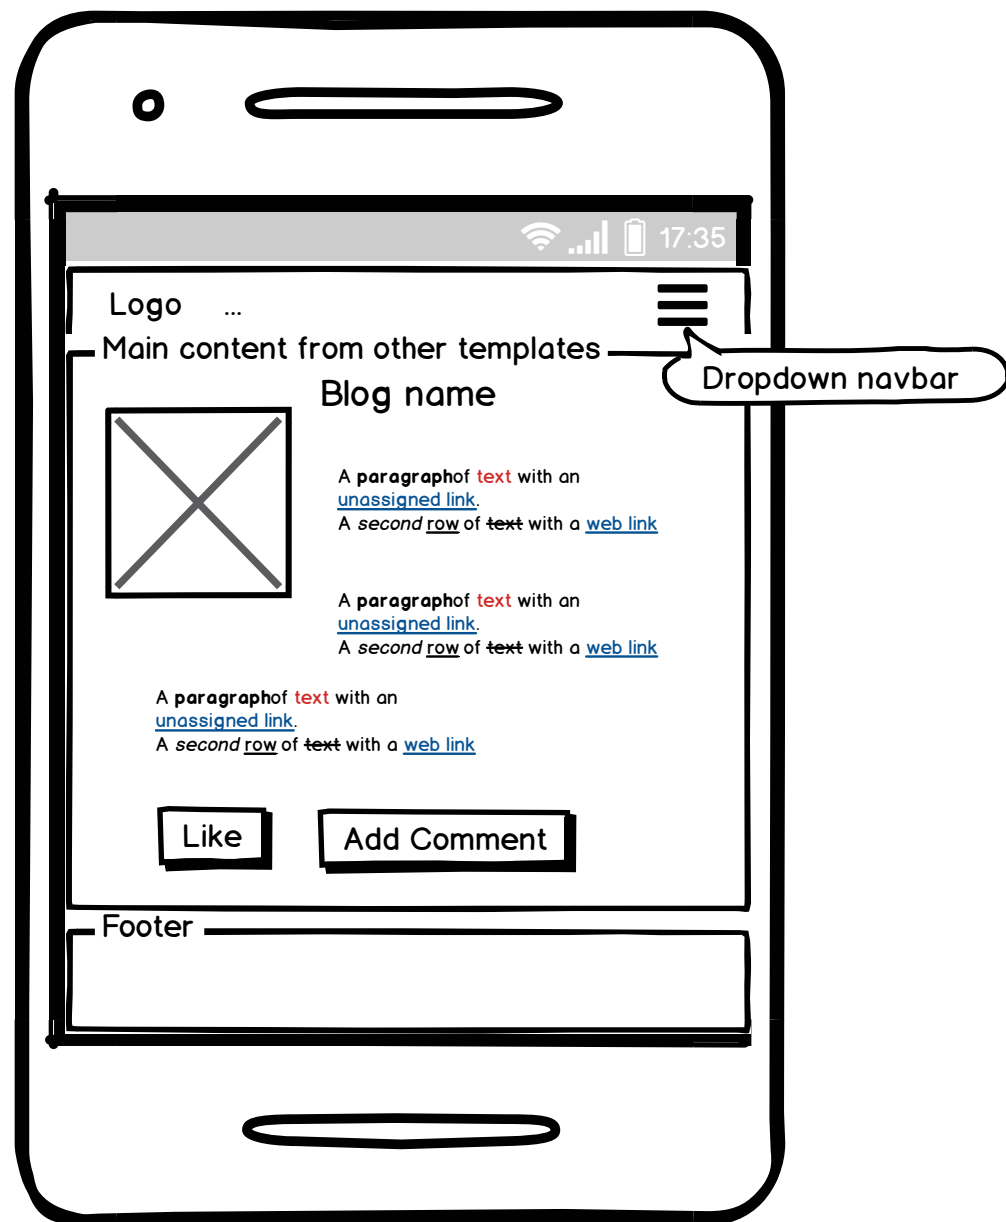 17:35
Logo ...
Main content from other templates
Dropdown navbar
Blog name
A paragraphof text with an
unassigned link.
A second row of text with a web link
A paragraphof text with an
unassigned link.
A second row of text with a web link
A paragraphof text with an
unassigned link.
A second row of text with a web link
Like
Add Comment
Footer